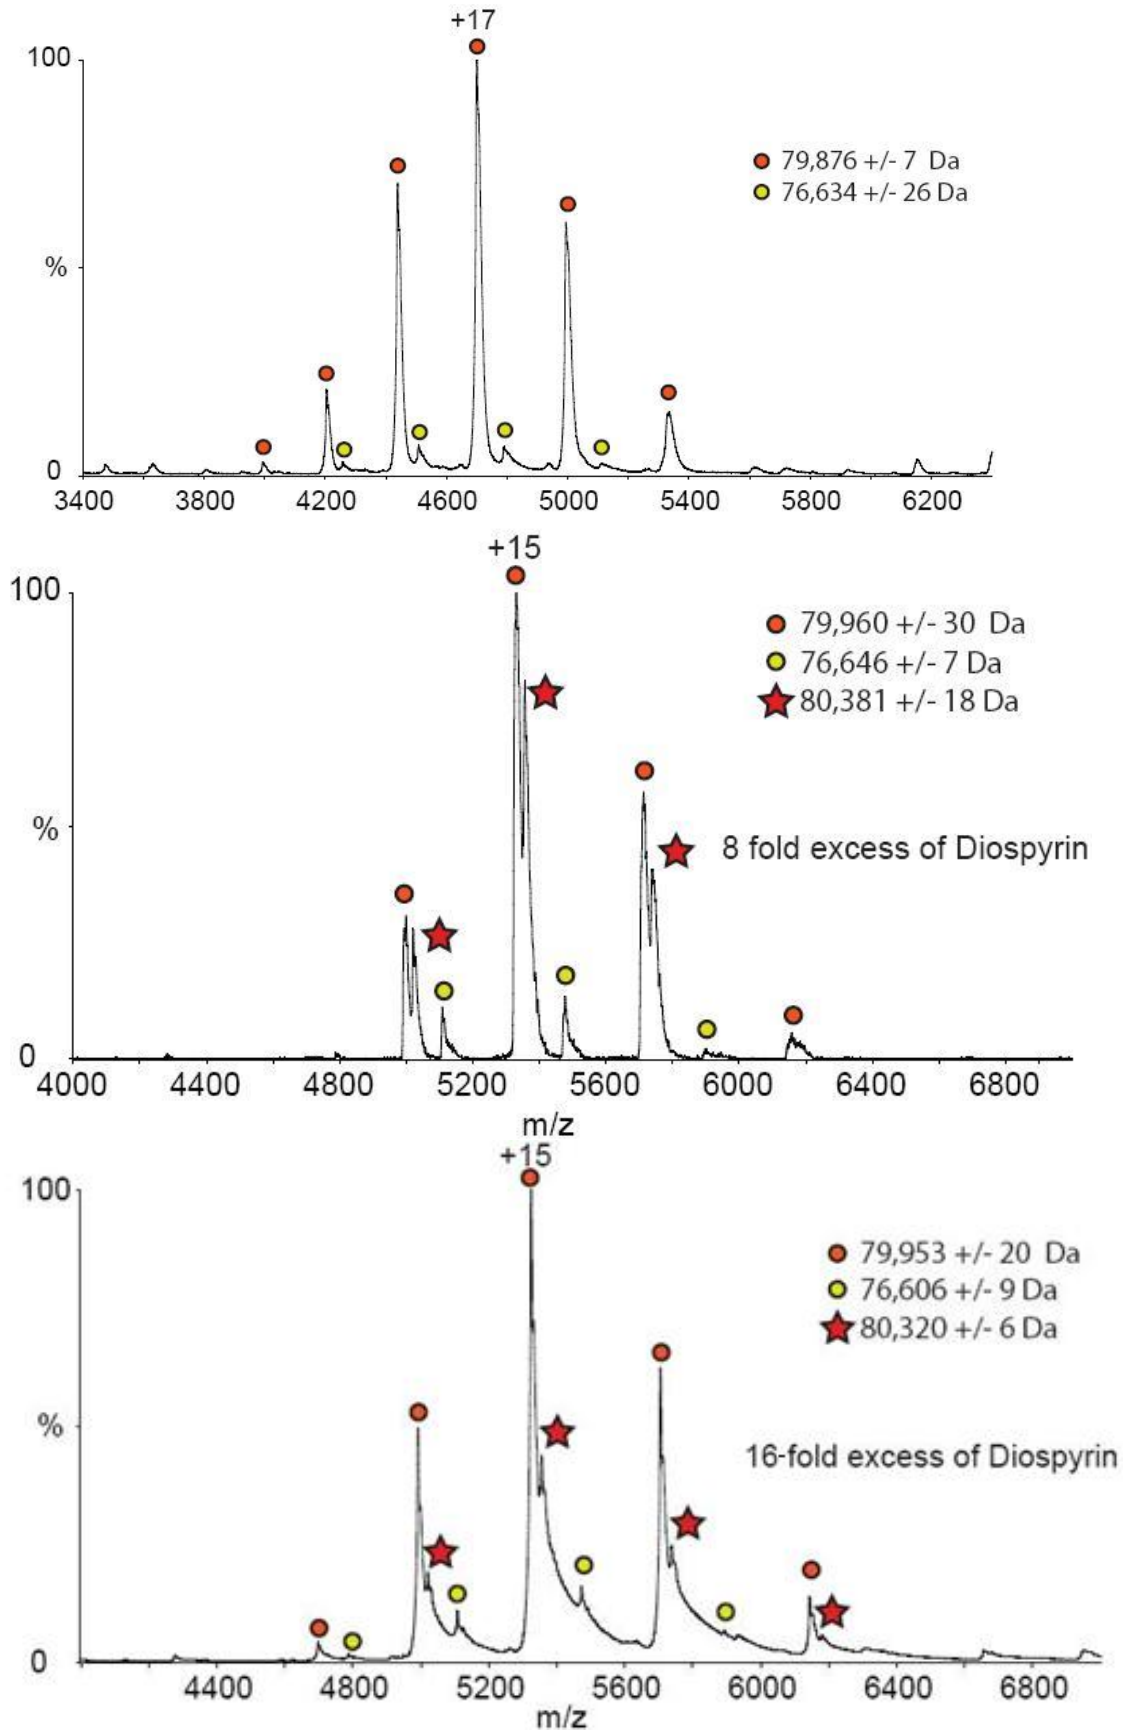 +17
100
79,876 +/- 7 Da
76,634 +/- 26 Da
%
0
3400 3800 4200 4600 5000 5400 5800 6200
+15
100
79,960 +/- 30 Da
76,646 +/- 7 Da
80,381 +/- 18 Da
% 8 fold excess of Diospyrin
0
4000 4400 4800 5200 5600 6000 6400 6800
m/z
+15
100
79,953 +/- 20 Da
76,606 +/- 9 Da
80,320 +/- 6 Da
%
16-fold excess of Diospyrin
0
4400 4800 5200 5600 6000 6400 6800
m/z